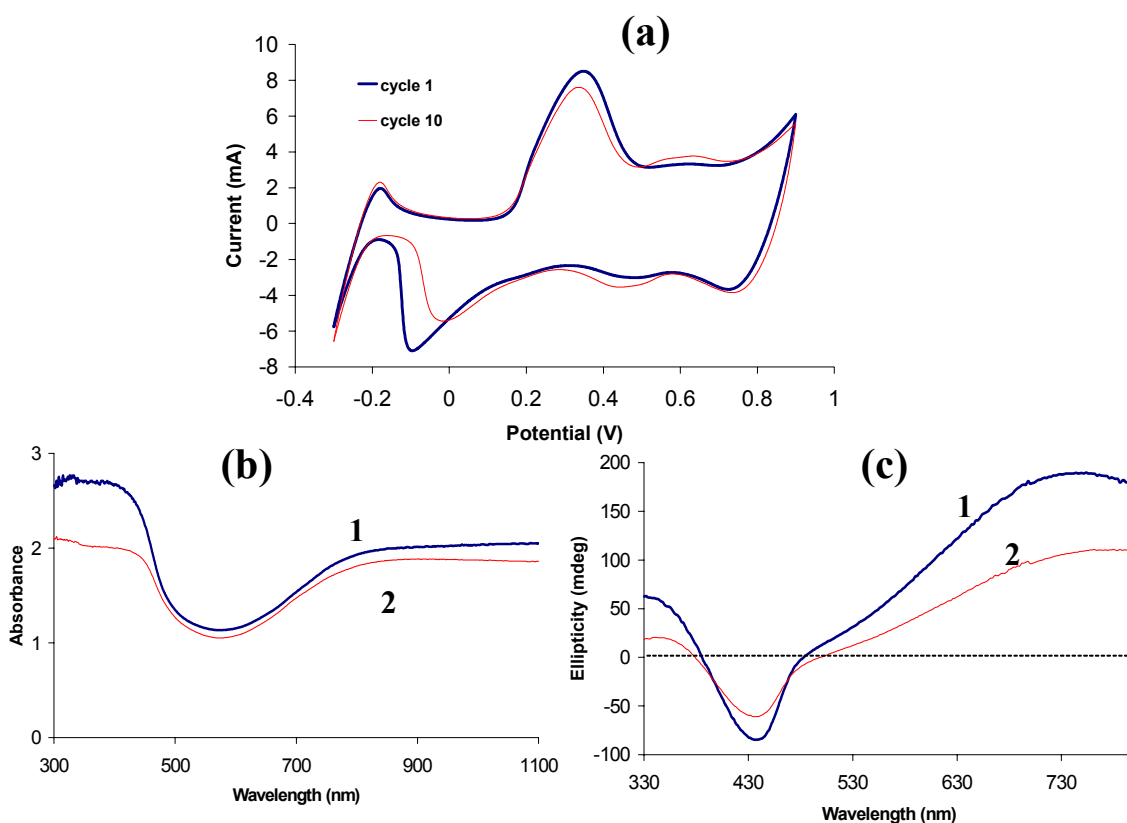 (a)
10
8
6
4
2
0
-2
-4
-6
-8
Current (mA)
cycle 1
cycle 10
-0.4 -0.2 0 0.2 0.4 0.6 0.8 1
Potential (V)
(b)
3
2
1
0
Absorbance
1
2
300 500 700 900 1100
Wavelength (nm)
(c)
200
150
100
50
0
-50
-100
Ellipticity (mdeg)
1
2
330 430 530 630 730
Wavelength (nm)